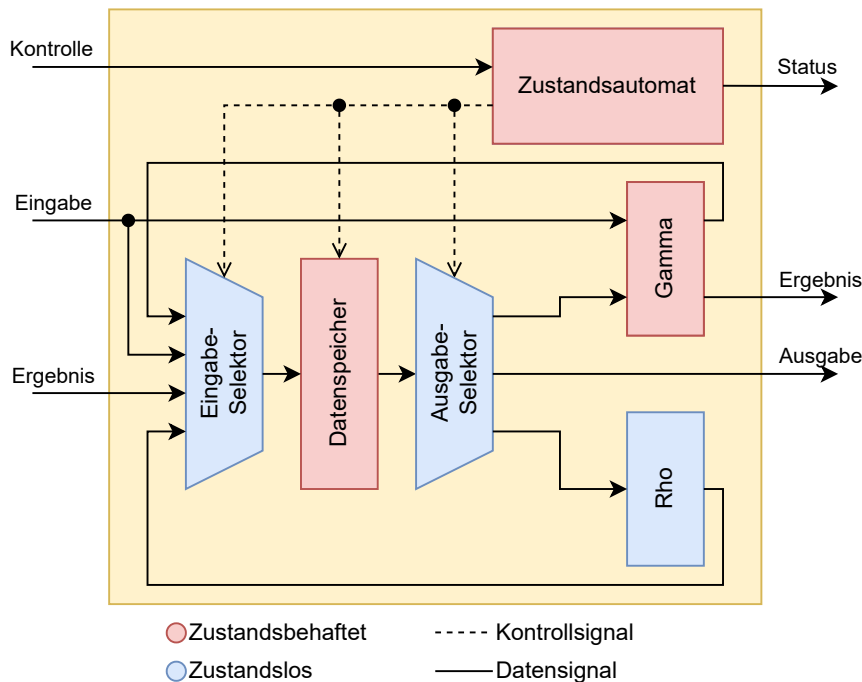 Kontrolle
Zustandsautomat
Status
Eingabe
Gamma
Ergebnis
Ausgabe
Ergebnis
Eingabe-
Selektor
Datenspeicher
Ausgabe-
Selektor
Rho
Zustandsbehaftet
Kontrollsignal
Zustandslos
Datensignal